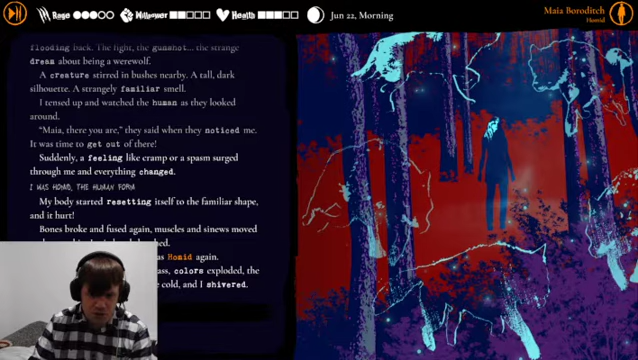 Rage
Willpower
Health
Jun 22, Morning
Maia Boroditch
Homid
flooding back. The fight, the gunshot... the strange
dream about being a werewolf.
A creature stirred in bushes nearby. A tall, dark
silhouette. A strangely familiar smell.
I tensed up and watched the human as they looked
around.
"Maia, there you are," they said when they noticed me.
It was time to get out of there!
Suddenly, a feeling like cramp or a spasm surged
through me and everything changed.
I WAS HOMID, THE HUMAN FORM
My body started resetting itself to the familiar shape,
and it hurt!
Bones broke and fused again, muscles and sinews moved
as Homid again.
colors exploded, the
cold, and I shivered.